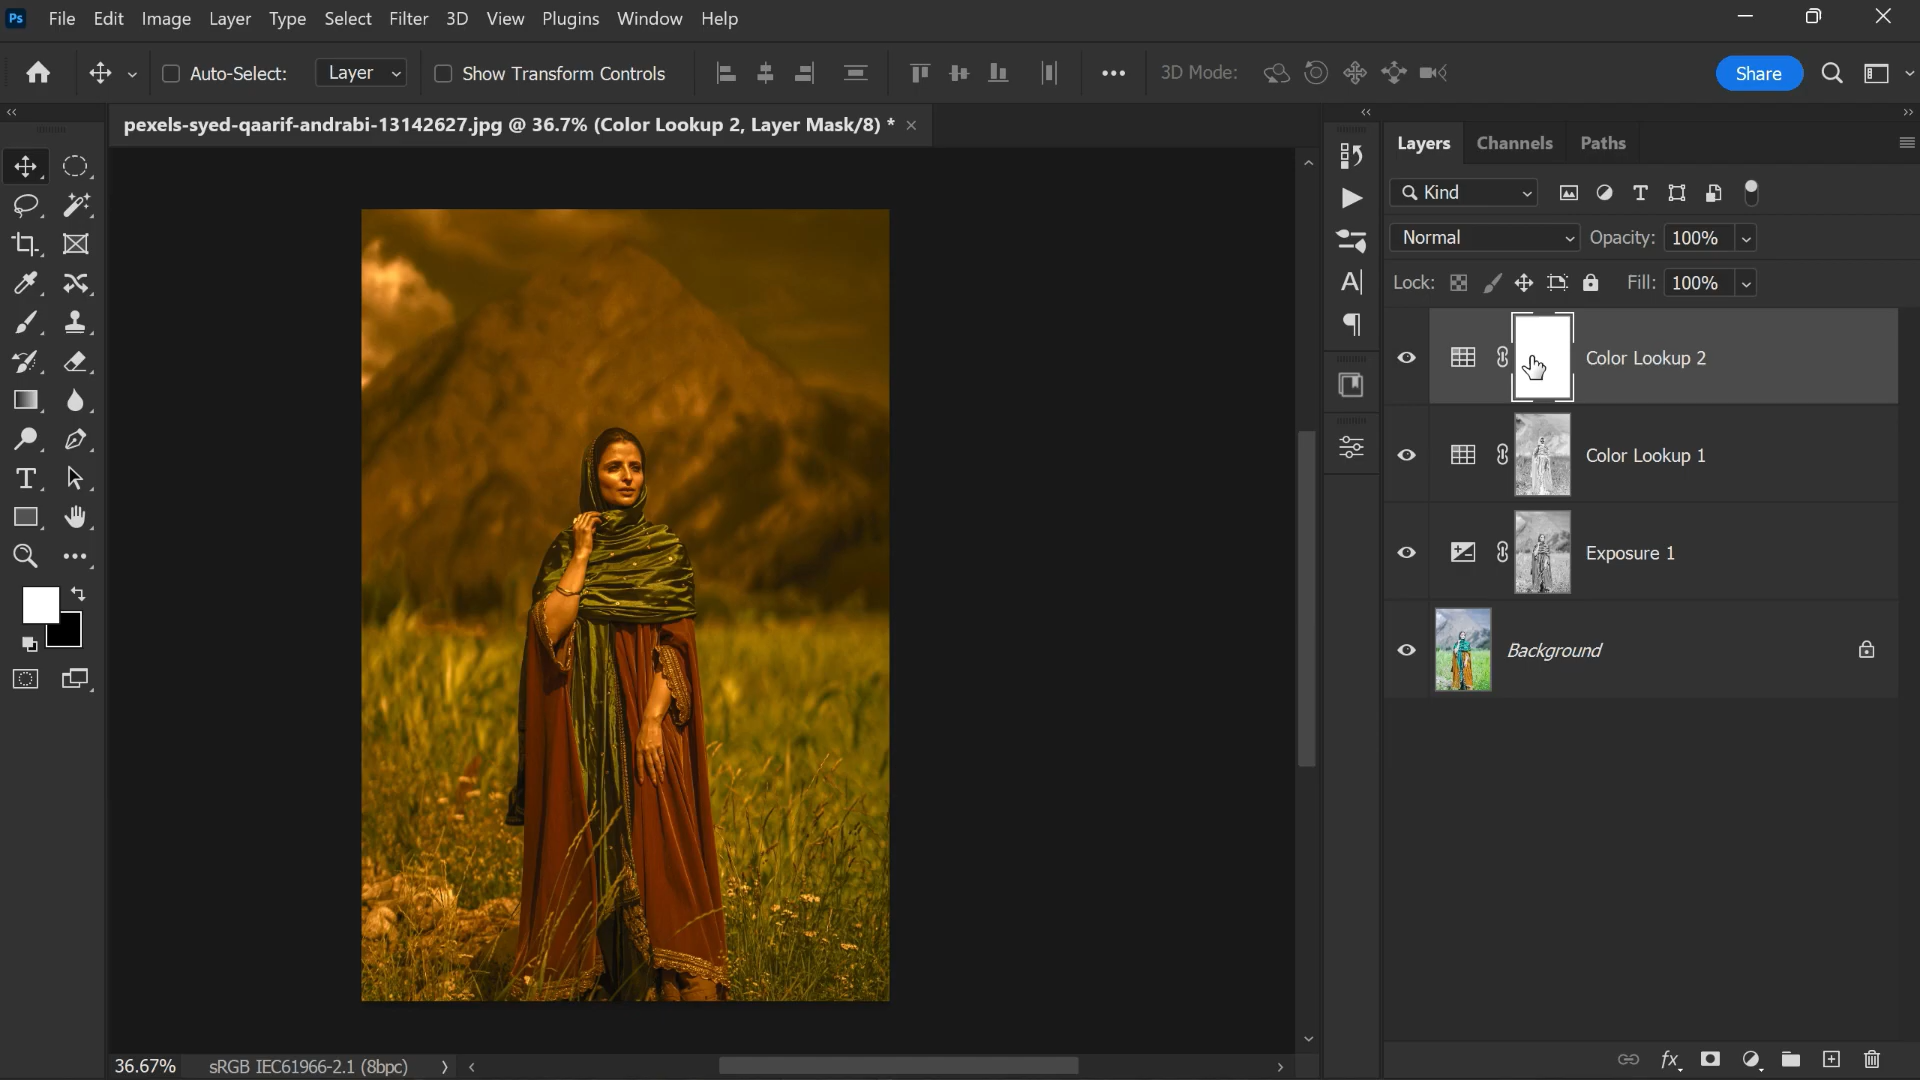 Ps File Edit Image Layer Type Select Filter 3D View Plugins Window Help
Auto-Select: Layer Show Transform Controls 3D Mode: Share
pexels-syed-qaarif-andrabi-13142627.jpg @ 36.7% (Color Lookup 2, Layer Mask/8) *
Layers Channels Paths
Kind
Normal Opacity: 100%
Lock: Fill: 100%
Color Lookup 2
Color Lookup 1
Exposure 1
Background
36.67% sRGB IEC61966-2.1 (8bpc)